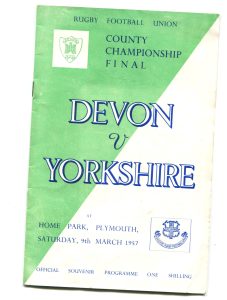 RUGBY FOOTBALL UNION
COUNTY
CHAMPIONSHIP
FINAL
DEVON
v
YORKSHIRE
AT
HOME PARK, PLYMOUTH,
SATURDAY, 9th MARCH 1957
OFFICIAL SOUVENIR PROGRAMME ONE SHILLING